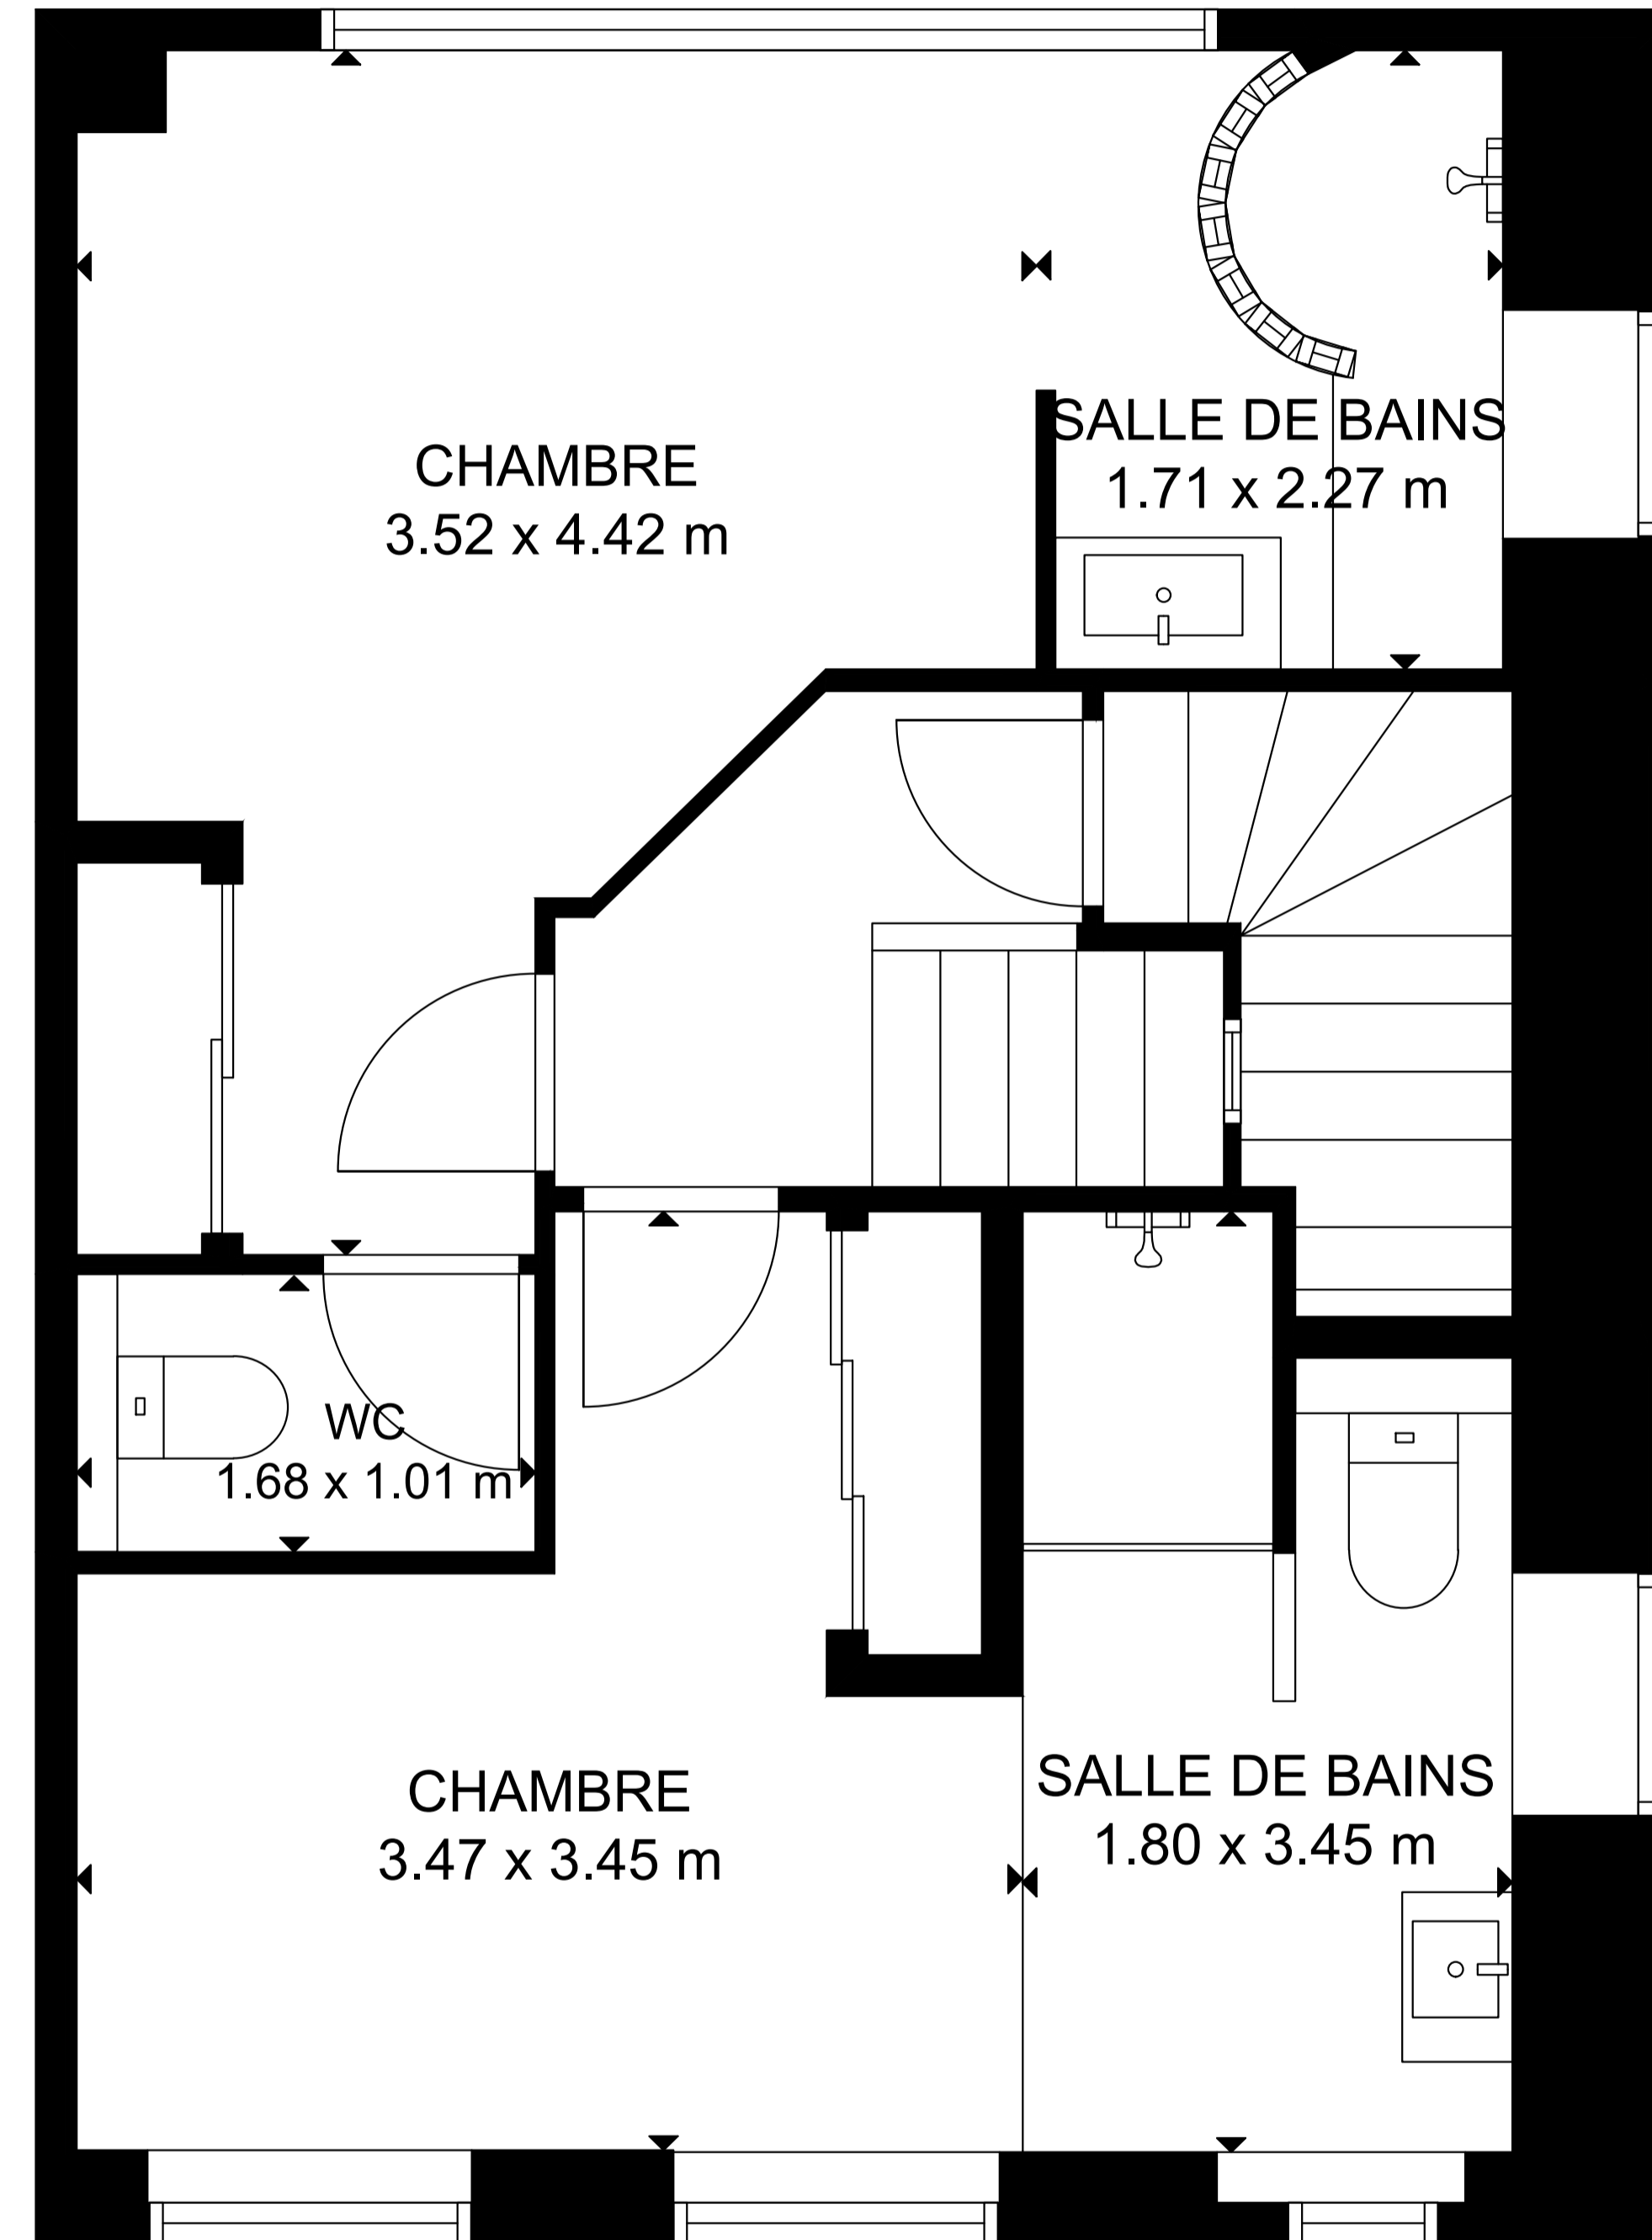 CHAMBRE
3.52 x 4.42 m
SALLE DE BAINS
1.71 x 2.27 m
WC
1.68 x 1.01 m
CHAMBRE
3.47 x 3.45 m
SALLE DE BAINS
1.80 x 3.45 m